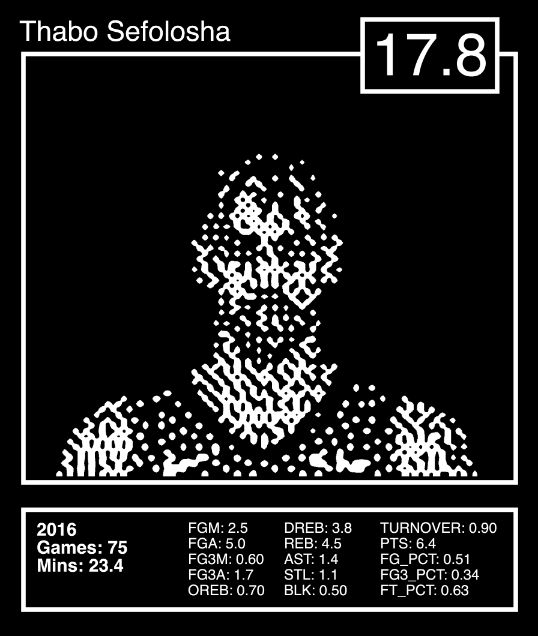 Thabo Sefolosha
17.8
2016
Games: 75
Mins: 23.4
FGM: 2.5
FGA: 5.0
FG3M: 0.60
FG3A: 1.7
OREB: 0.70
DREB: 3.8
REB: 4.5
AST: 1.4
STL: 1.1
BLK: 0.50
TURNOVER: 0.90
PTS: 6.4
FG_PCT: 0.51
FG3_PCT: 0.34
FT_PCT: 0.63